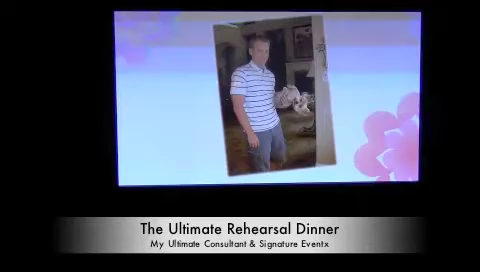 The Ultimate Rehearsal Dinner
My Ultimate Consultant & Signature Eventx